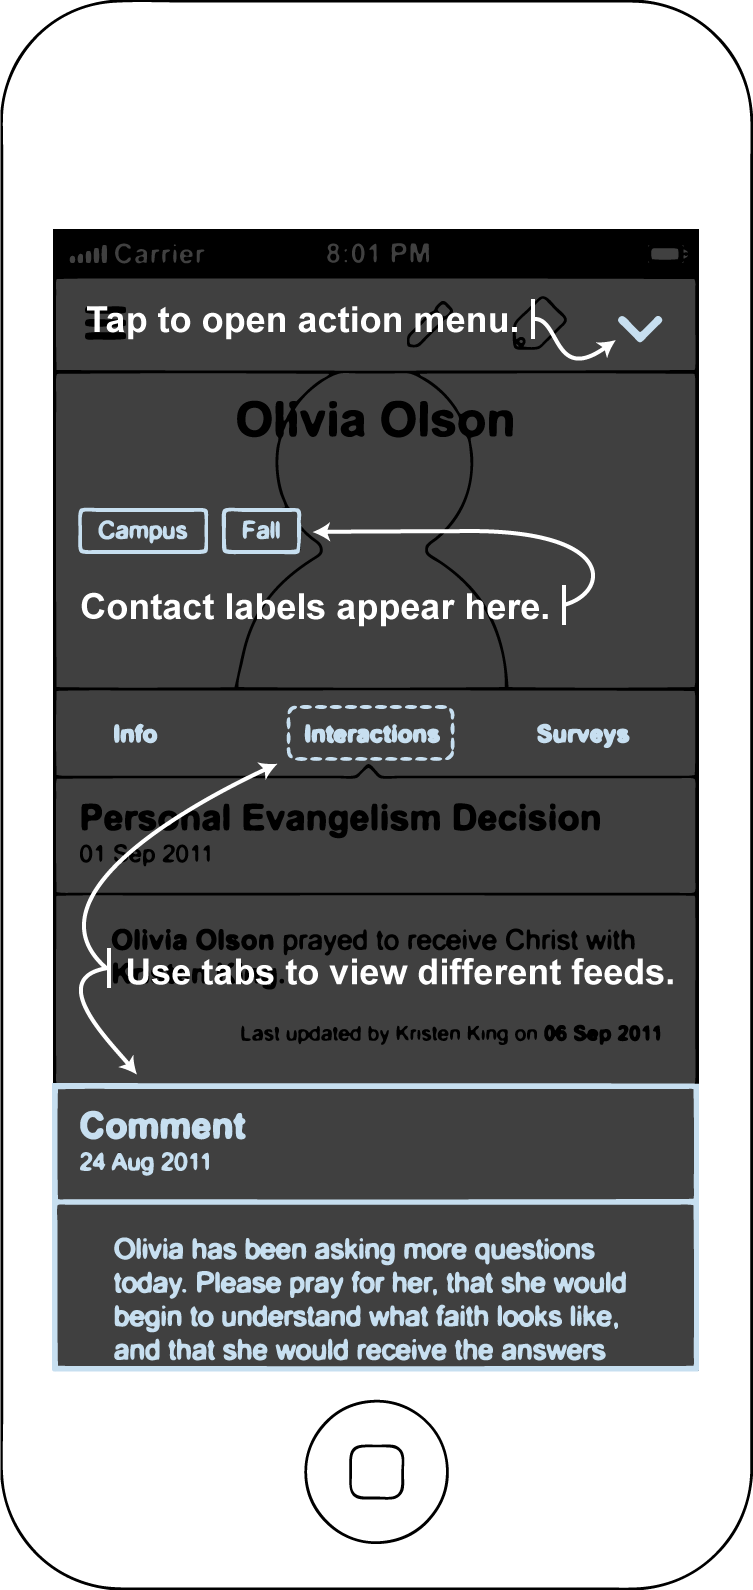 Carrier 8:01 PM
Tap to open action menu.
Olivia Olson
Campus Fall
Contact labels appear here.
Info Interactions Surveys
Personal Evangelism Decision
01 Sep 2011
Olivia Olson prayed to receive Christ with
Kristen King.
Use tabs to view different feeds.
Last updated by Kristen King on 06 Sep 2011
Comment
24 Aug 2011
Olivia has been asking more questions
today. Please pray for her, that she would
begin to understand what faith looks like,
and that she would receive the answers